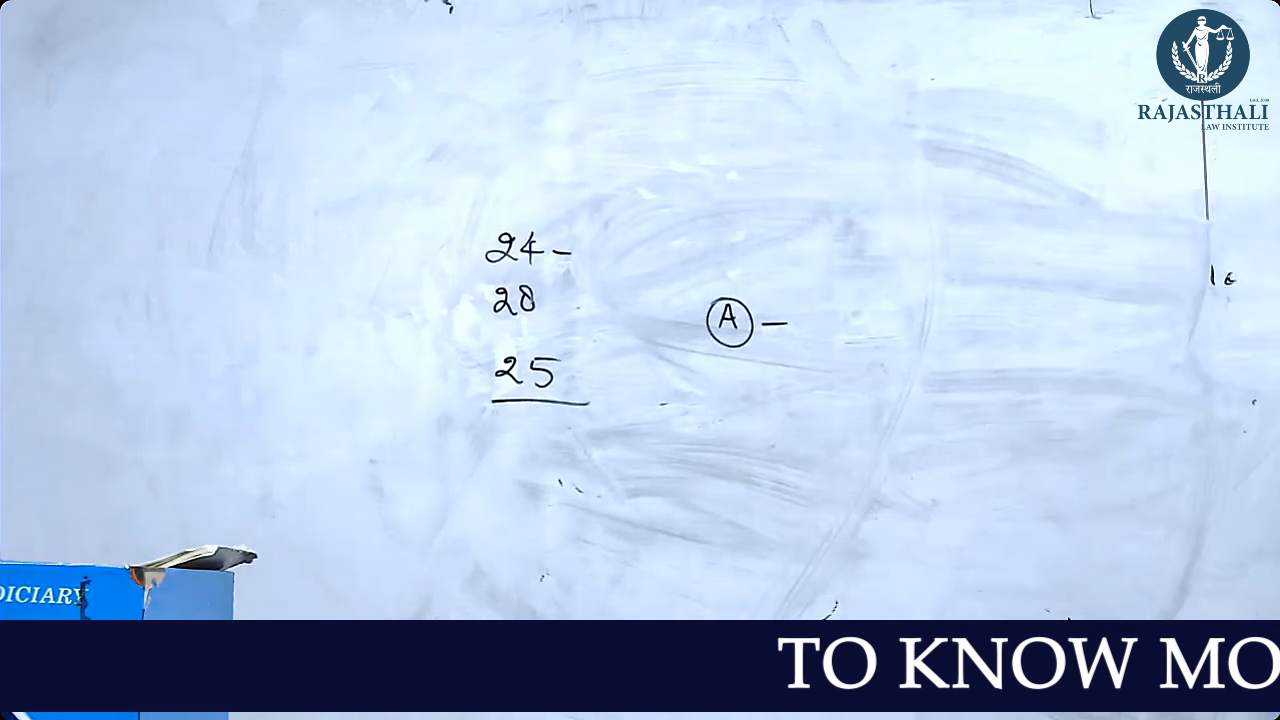 राजस्थली
RAJASTHALI
LAW INSTITUTE
24 -
28
25
A -
DICIARY
TO KNOW MO